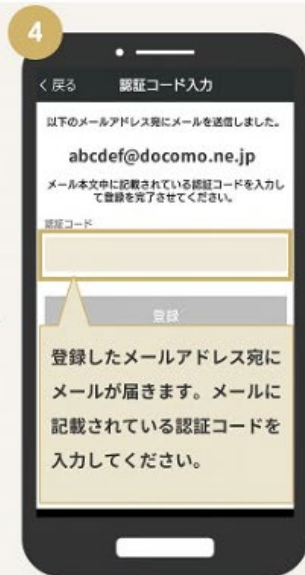 4
< 戻る 認証コード入力
以下のメールアドレス宛にメールを送信しました。
abcdef@docomo.ne.jp
メール本文中に記載されている認証コードを入力し
て登録を完了させてください。
認証コード
登録
登録したメールアドレス宛に
メールが届きます。メールに
記載されている認証コードを
入力してください。